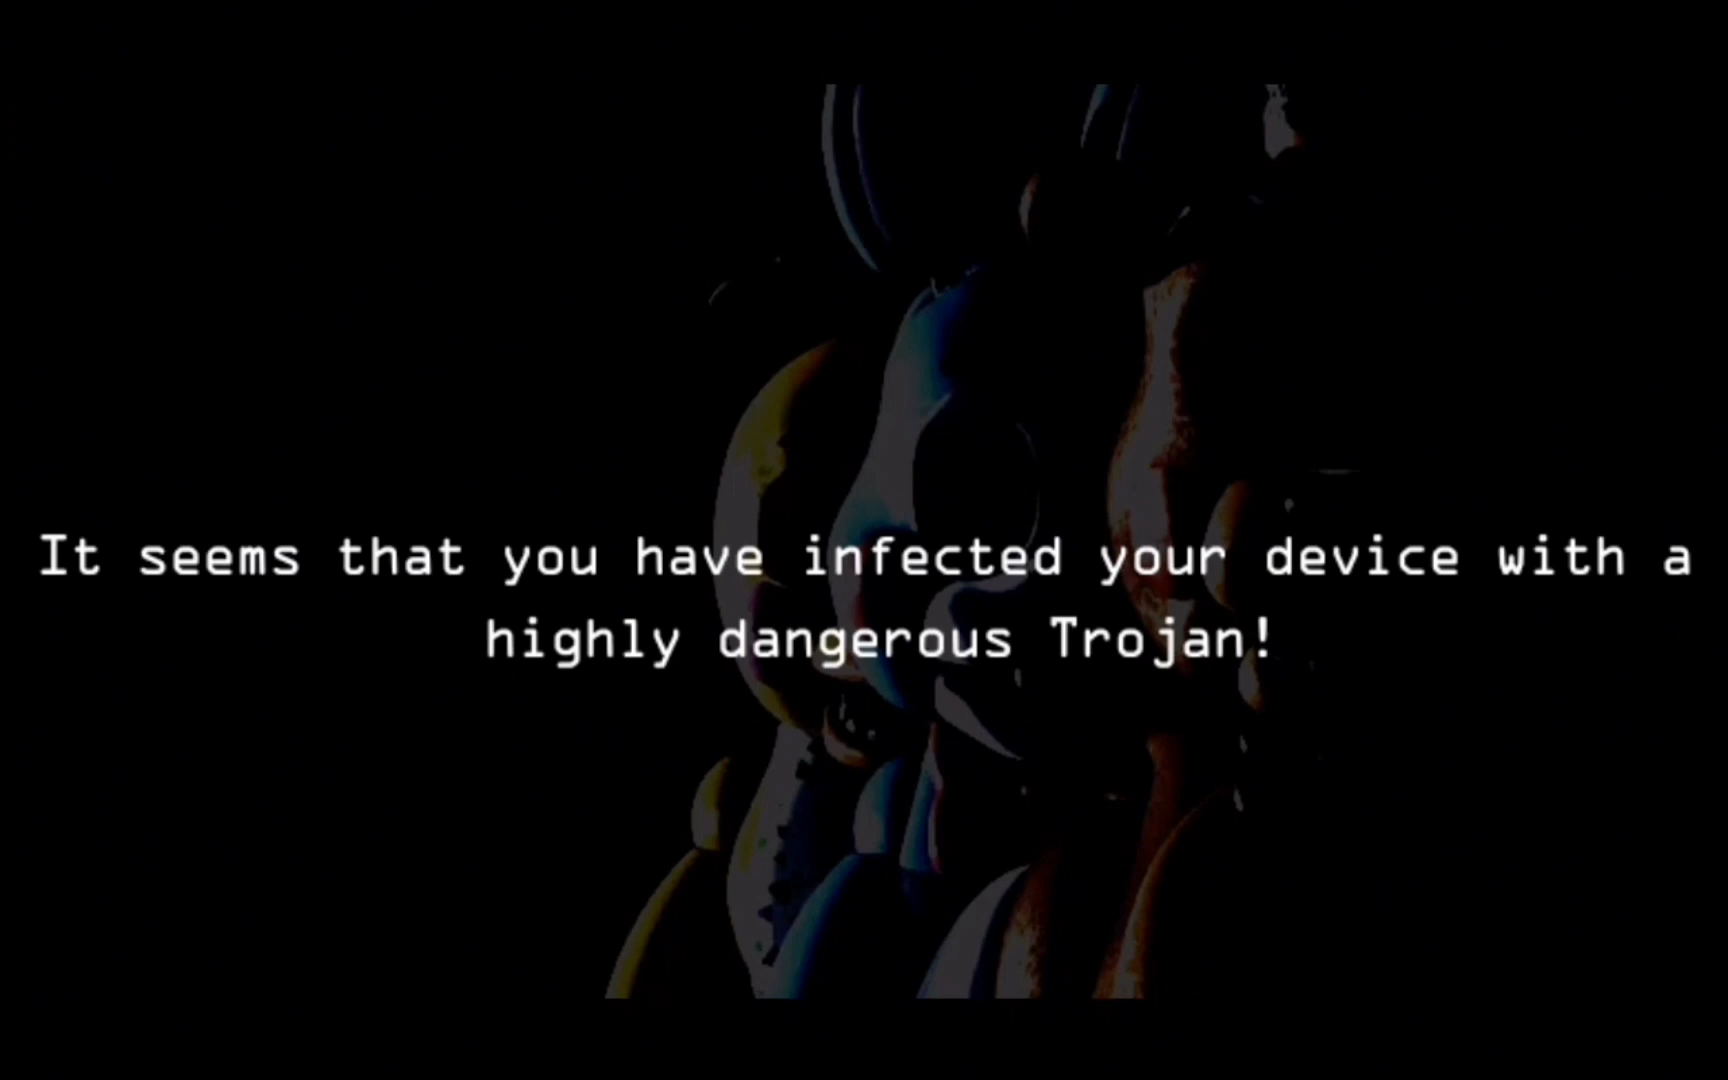 It seems that you have infected your device with a
highly dangerous Trojan!